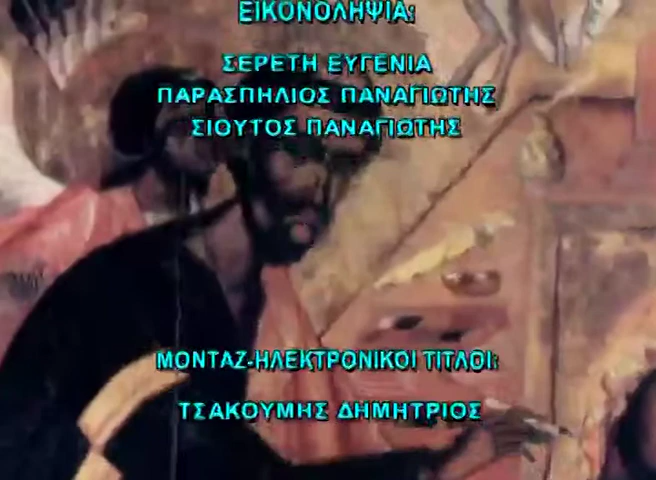 ΕΙΚΟΝΟΛΗΨΙΑ:
ΣΕΡΕΤΗ ΕΥΓΕΝΙΑ
ΠΑΡΑΣΠΗΛΙΟΣ ΠΑΝΑΓΙΩΤΗΣ
ΣΙΟΥΤΟΣ ΠΑΝΑΓΙΩΤΗΣ
ΜΟΝΤΑΖ-ΗΛΕΚΤΡΟΝΙΚΟΙ ΤΙΤΛΟΙ:
ΤΣΑΚΟΥΜΗΣ ΔΗΜΗΤΡΙΟΣ